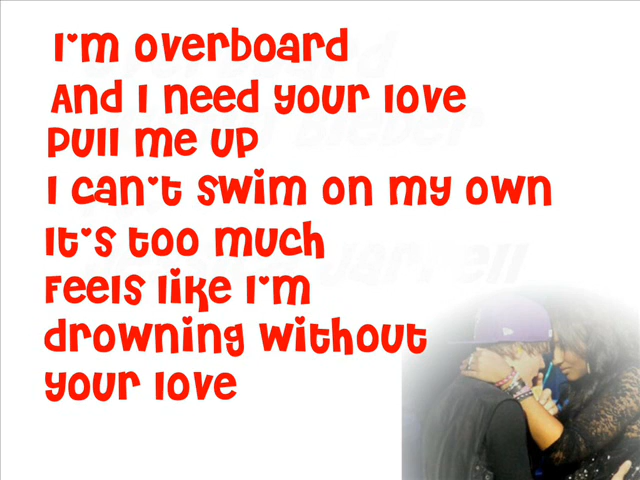 I'm overboard
And I need your love
Pull me up
I can't swim on my own
It's too much
Feels like I'm
drowning without
your love